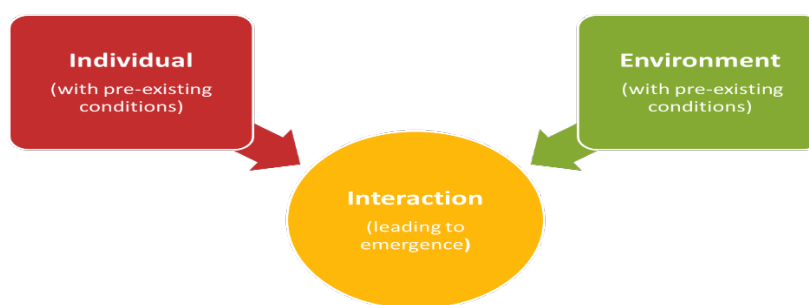 Individual
(with pre-existing
conditions)
Environment
(with pre-existing
conditions)
Interaction
(leading to
emergence)